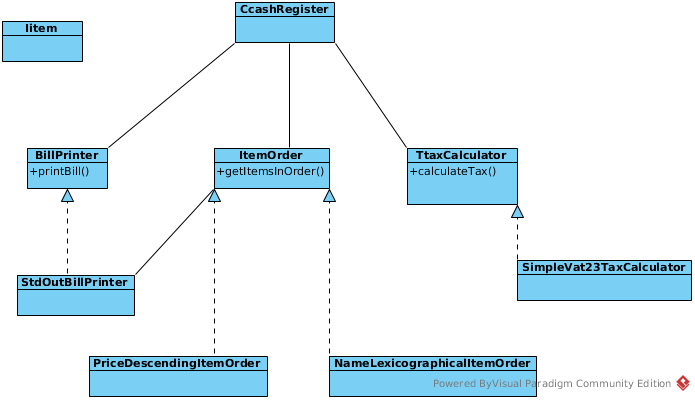 CcashRegister
Iitem
BillPrinter
+printBill()
ItemOrder
+getItemsInOrder()
TtaxCalculator
+calculateTax()
SimpleVat23TaxCalculator
StdOutBillPrinter
PriceDescendingItemOrder
NameLexicographicalItemOrder
Powered ByVisual Paradigm Community Edition